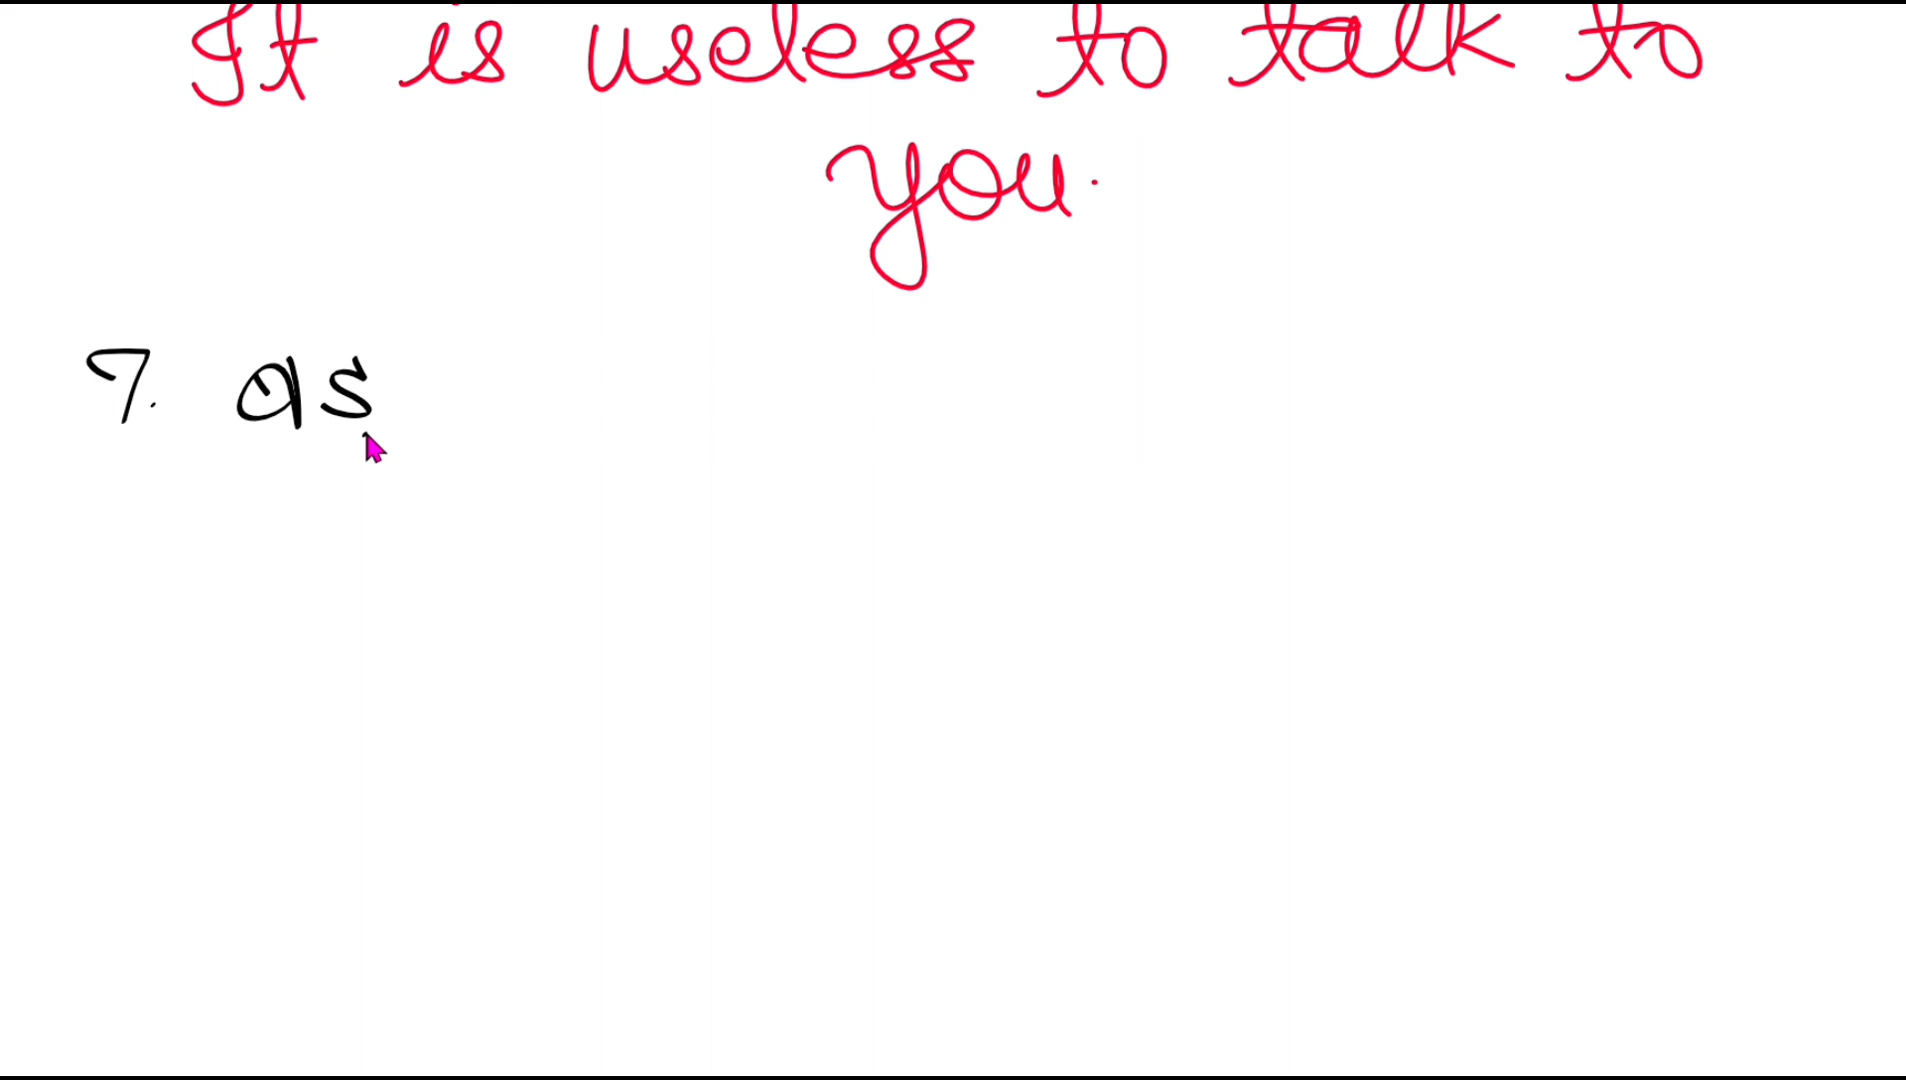 It is useless to talk to
you.
7. as